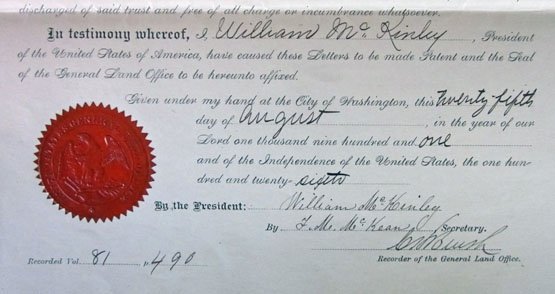 discharged of said trust and free of all charge or incumbrance whatsoever.
In testimony whereof, I, William Mc Kinley, President
of the United States of America, have caused these Letters to be made Patent and the Seal
of the General Land Office to be hereunto affixed.
Given under my hand at the City of Washington, this twenty fifth
day of august, in the year of our
Lord one thousand nine hundred and one
and of the Independence of the United States, the one hun-
dred and twenty-sixth
By the President: William McKinley
By F. M. McKean, Secretary.
Recorder of the General Land Office.
Recorded Vol. 81, p. 490